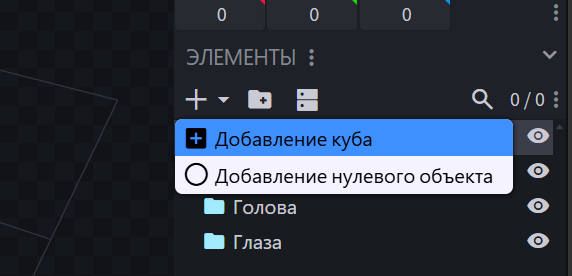 0 0 0
ЭЛЕМЕНТЫ
0 / 0
Добавление куба
Добавление нулевого объекта
Голова
Глаза